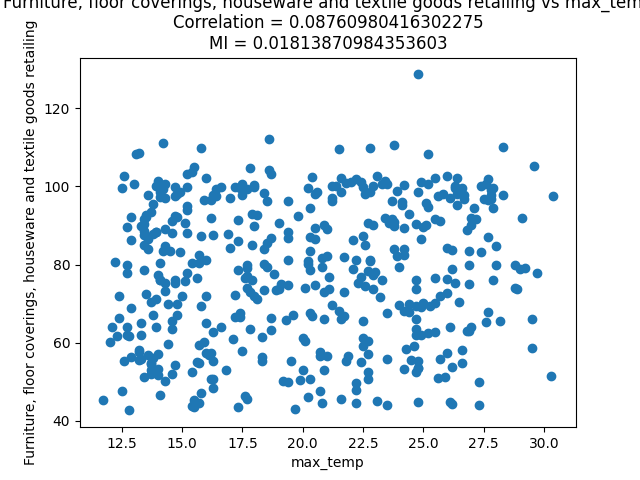 Furniture, floor coverings, houseware and textile goods retailing vs max_tem
Correlation = 0.08760980416302275
MI = 0.01813870984353603
Furniture, floor coverings, houseware and textile goods retailing
120
100
80
60
40
12.5 15.0 17.5 20.0 22.5 25.0 27.5 30.0
max_temp